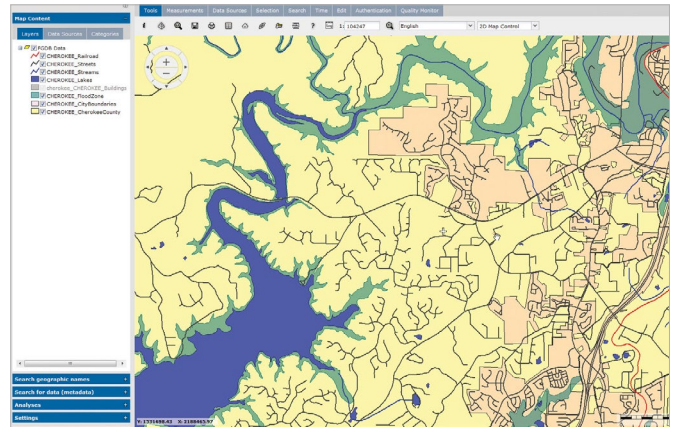 Map Content
Layers Data Sources Categories
FGDB Data
CHEROKEE_Railroad
CHEROKEE_Streets
CHEROKEE_Streams
CHEROKEE_Lakes
cherokee_CHEROKEE_Buildings
CHEROKEE_FloodZone
CHEROKEE_CityBoundaries
CHEROKEE_CherokeeCounty
Search geographic names
Search for data (metadata)
Analyses
Settings
Tools Measurements Data Sources Selection Search Time Edit Authentication Quality Monitor
1: 104247 English 2D Map Control